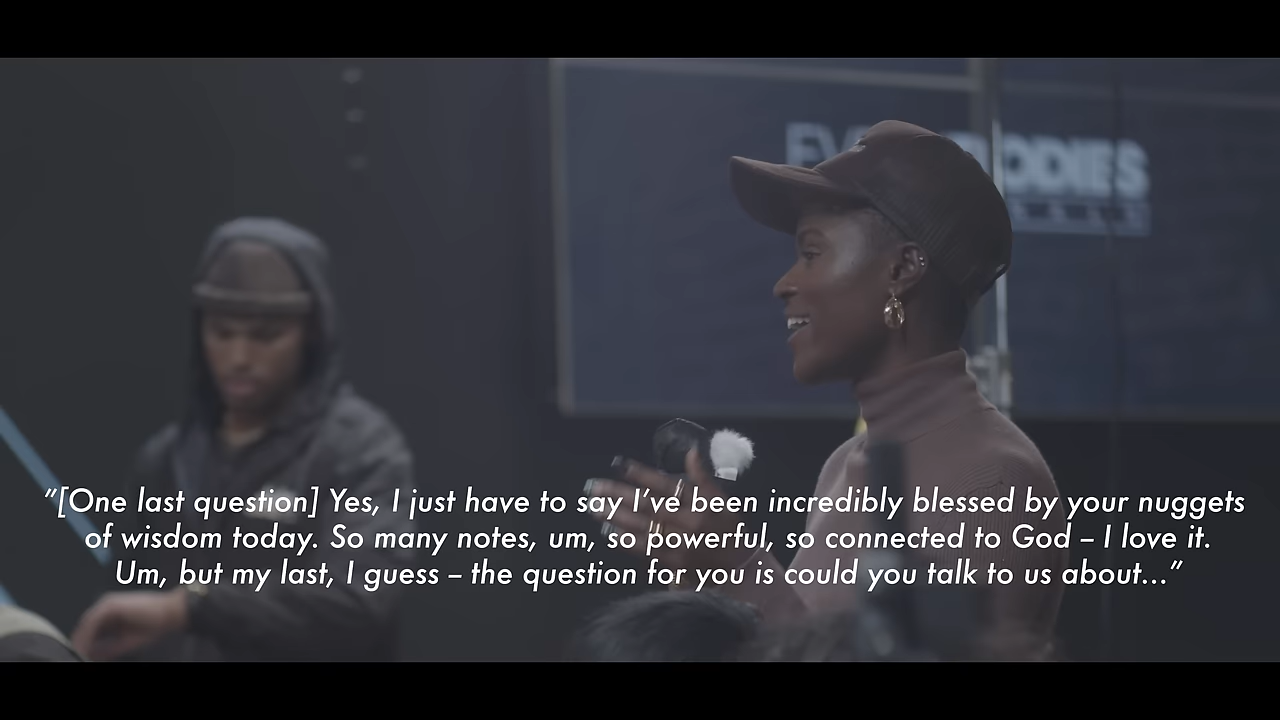 BODIES
"[One last question] Yes, I just have to say I've been incredibly blessed by your nuggets
of wisdom today. So many notes, um, so powerful, so connected to God – I love it.
Um, but my last, I guess – the question for you is could you talk to us about..."